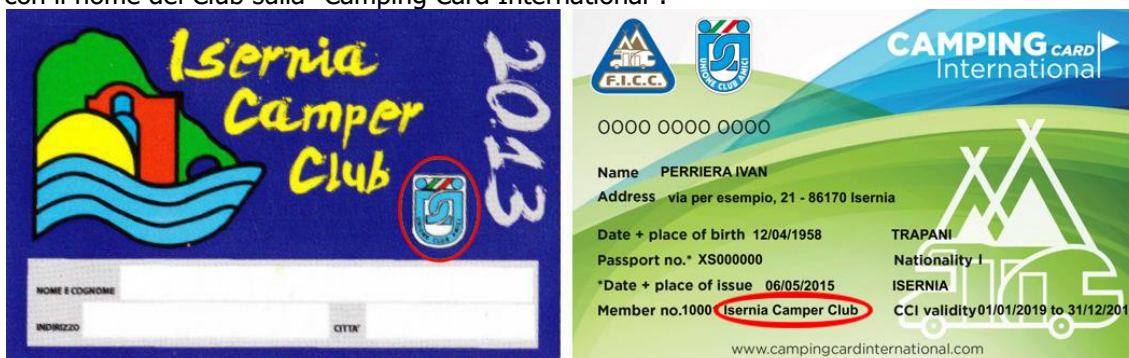 con il nome del Club sulla "Camping Card International".
Isernia
Camper
Club
2013
UNIONE CLUB AMICI
NOME E COGNOME
INDIRIZZO CITTA'
F.I.C.C.
UNIONE CLUB AMICI
CAMPING CARD
International
0000 0000 0000
Name PERRIERA IVAN
Address via per esempio, 21 - 86170 Isernia
Date + place of birth 12/04/1958 TRAPANI
Passport no.* XS000000 Nationality I
*Date + place of issue 06/05/2015 ISERNIA
Member no.1000 Isernia Camper Club CCI validity 01/01/2019 to 31/12/201
www.campingcardinternational.com